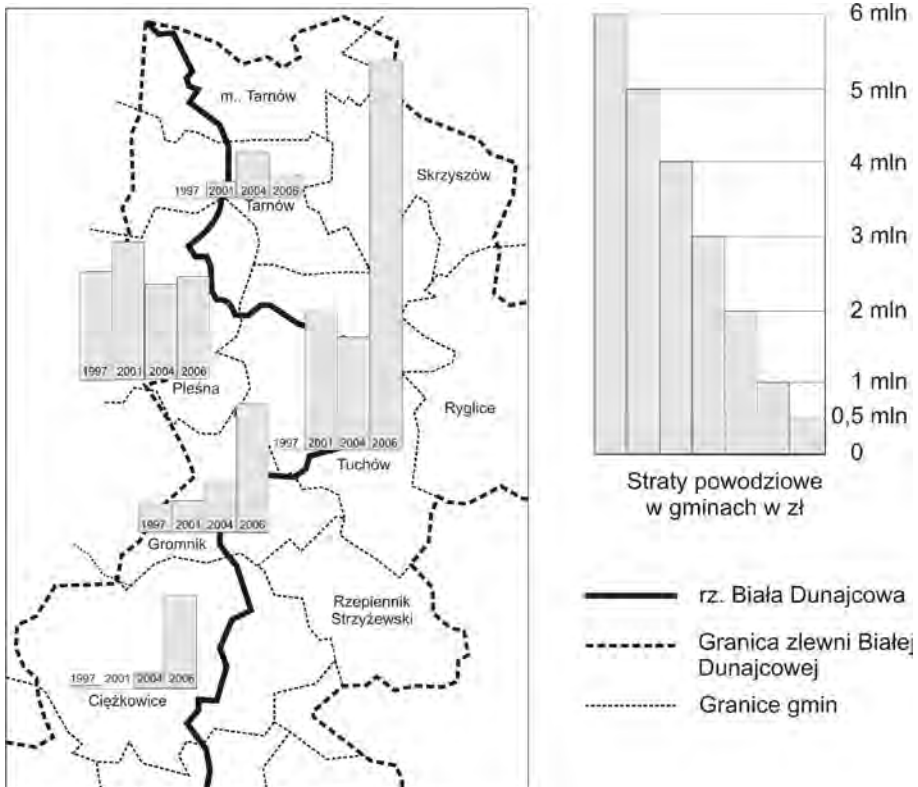 m.. Tarnów
Skrzyszów
1997 2001 2004 2006
Tarnów
1997 2001 2004 2006
Pleśna
Ryglice
1997 2001 2004 2006
Tuchów
1997 2001 2004 2006
Gromnik
Rzepiennik
Strzyżewski
1997 2001 2004 2006
Ciężkowice
6 mln
5 mln
4 mln
3 mln
2 mln
1 mln
0,5 mln
0
Straty powodziowe
w gminach w zł
rz. Biała Dunajcowa
Granica zlewni Białej
Dunajcowej
Granice gmin